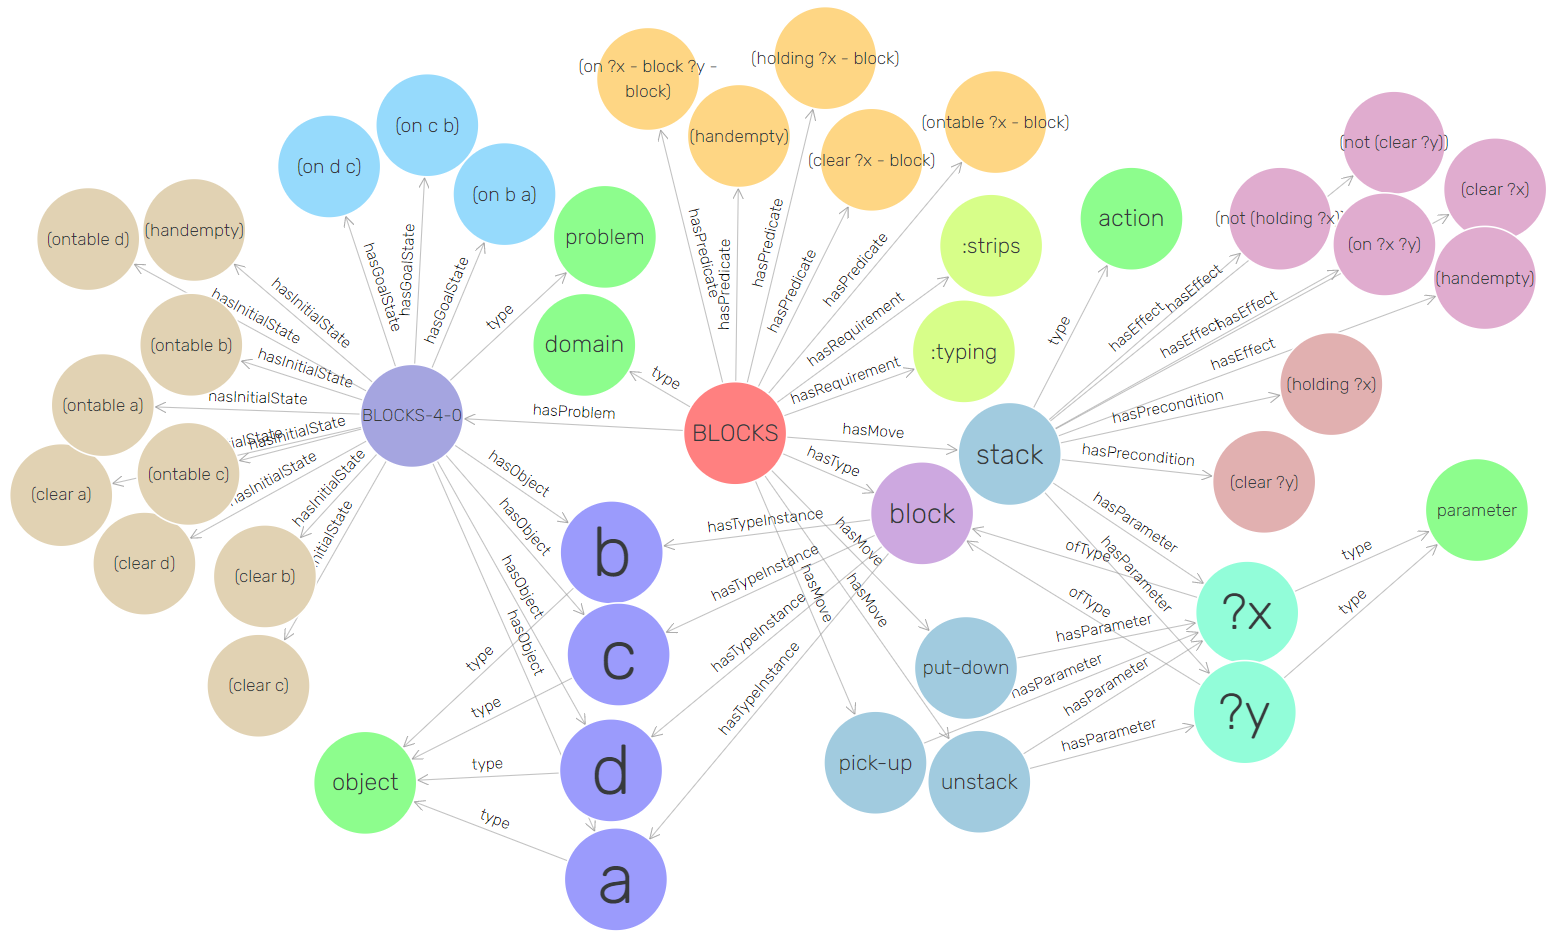 (on ?x - block ?y -
block)
(holding ?x - block)
(handempty)
(ontable ?x - block)
(clear ?x - block)
(on c b)
(on d c)
(on b a)
(not (clear ?y))
(clear ?x)
(not (holding ?x)
(on ?x ?y)
(handempty)
action
:strips
:typing
problem
domain
(ontable d)
(handempty)
(ontable b)
(ontable a)
(ontable c)
(clear a)
(clear d)
(clear b)
(clear c)
BLOCKS-4-0
BLOCKS
stack
block
(holding ?x)
(clear ?y)
parameter
b
c
d
a
object
put-down
pick-up
unstack
?x
?y
hasGoalState
hasGoalState
hasGoalState
type
hasInitialState
hasInitialState
hasInitialState
hasInitialState
hasInitialState
hasInitialState
hasInitialState
hasPredicate
hasPredicate
hasPredicate
hasPredicate
hasPredicate
hasRequirement
hasRequirement
type
hasProblem
hasMove
hasType
type
hasEffect
hasEffect
hasEffect
hasEffect
hasEffect
hasPrecondition
hasPrecondition
hasParameter
hasParameter
ofType
ofType
type
type
hasObject
hasObject
hasObject
hasObject
hasTypeInstance
hasTypeInstance
hasTypeInstance
hasTypeInstance
hasMove
hasMove
hasMove
hasParameter
hasParameter
hasParameter
hasParameter
type
type
type
type